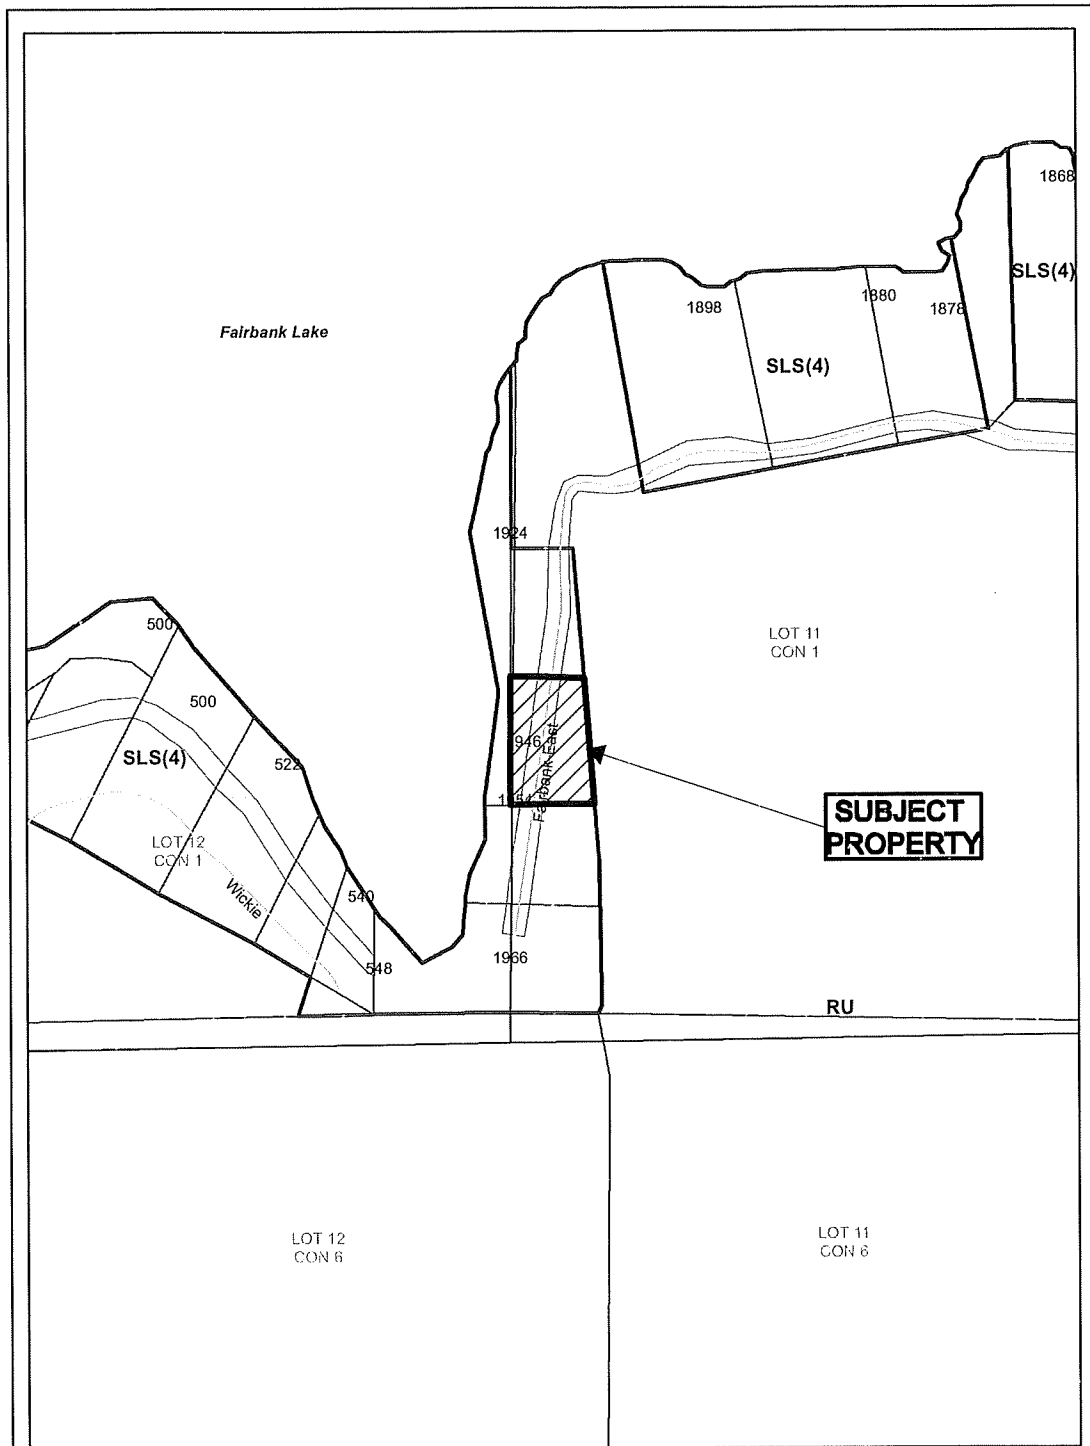 1868
SLS(4)
1898
1880
1878
Fairbank Lake
SLS(4)
1924
500
LOT 11
CON 1
500
946
Fairbank East
SLS(4)
522
SUBJECT
PROPERTY
LOT 12
CON 1
Wickie
540
1966
548
RU
LOT 12
CON 6
LOT 11
CON 6